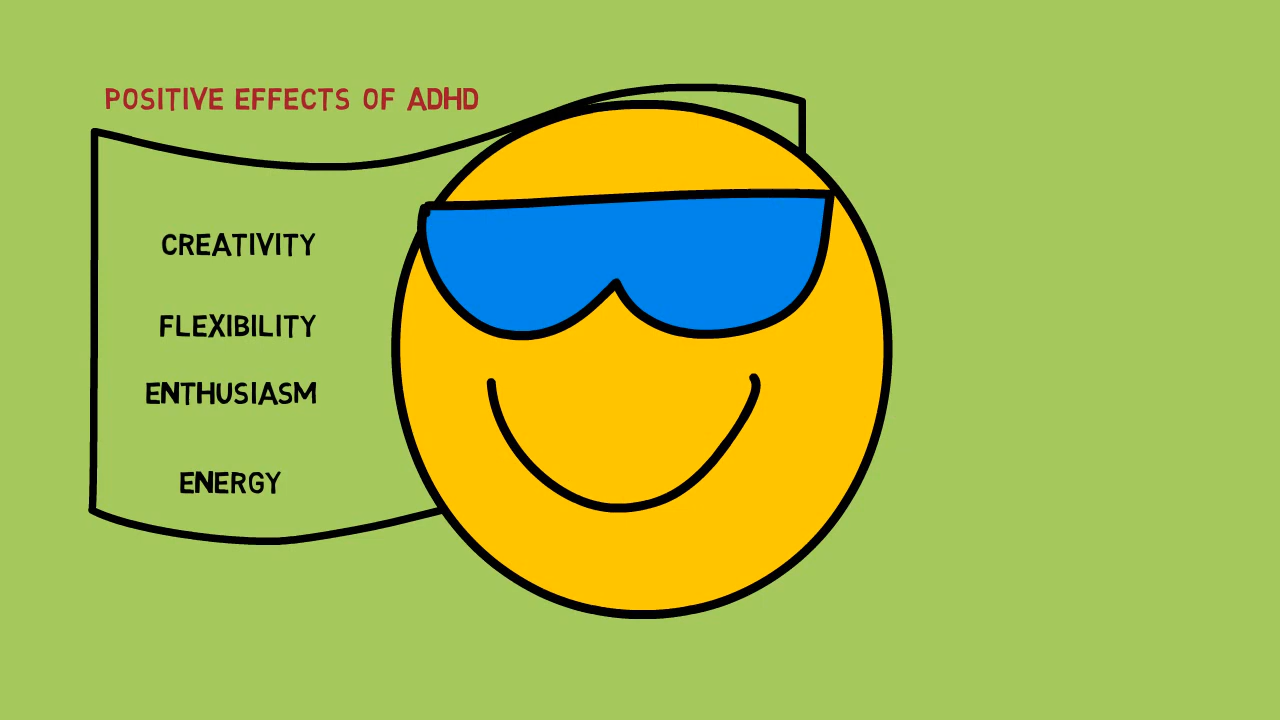 POSITIVE EFFECTS OF ADHD
CREATIVITY
FLEXIBILITY
ENTHUSIASM
ENERGY